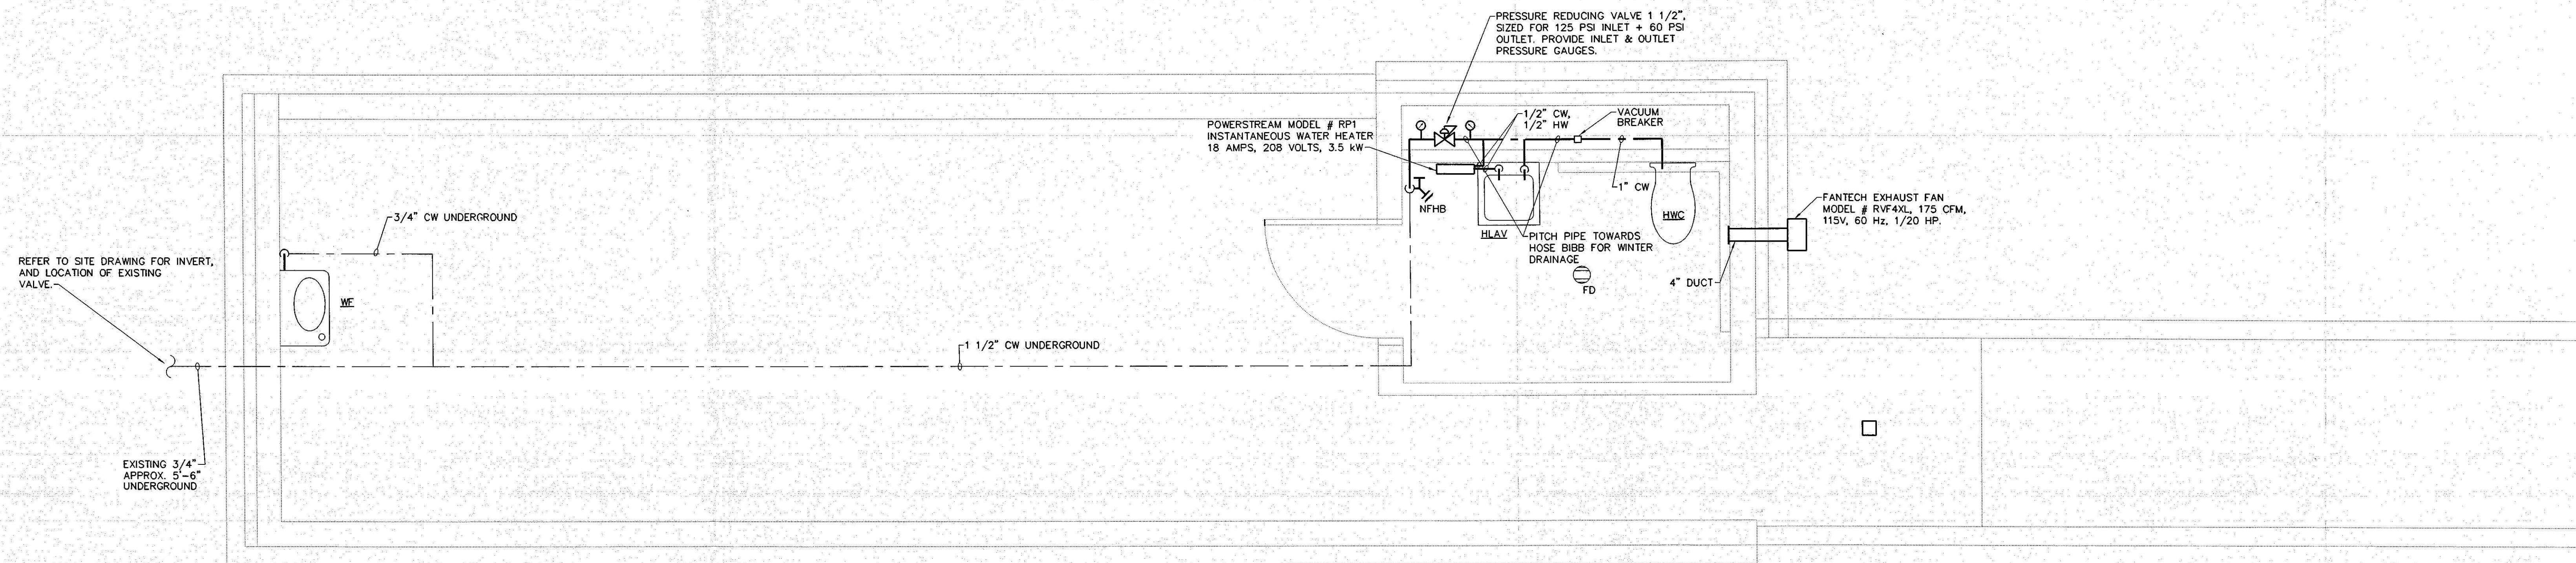 PRESSURE REDUCING VALVE 1 1/2",
SIZED FOR 125 PSI INLET + 60 PSI
OUTLET. PROVIDE INLET & OUTLET
PRESSURE GAUGES.
POWERSTREAM MODEL # RP1
INSTANTANEOUS WATER HEATER
18 AMPS, 208 VOLTS, 3.5 kW
1/2" CW,
1/2" HW
VACUUM
BREAKER
1" CW
NFHB
HLAV
HWC
PITCH PIPE TOWARDS
HOSE BIBB FOR WINTER
DRAINAGE
FD
4" DUCT
FANTECH EXHAUST FAN
MODEL # RVF4XL, 175 CFM,
115V, 60 Hz, 1/20 HP.
3/4" CW UNDERGROUND
REFER TO SITE DRAWING FOR INVERT,
AND LOCATION OF EXISTING
VALVE.
WF
1 1/2" CW UNDERGROUND
EXISTING 3/4"
APPROX. 5'-6"
UNDERGROUND